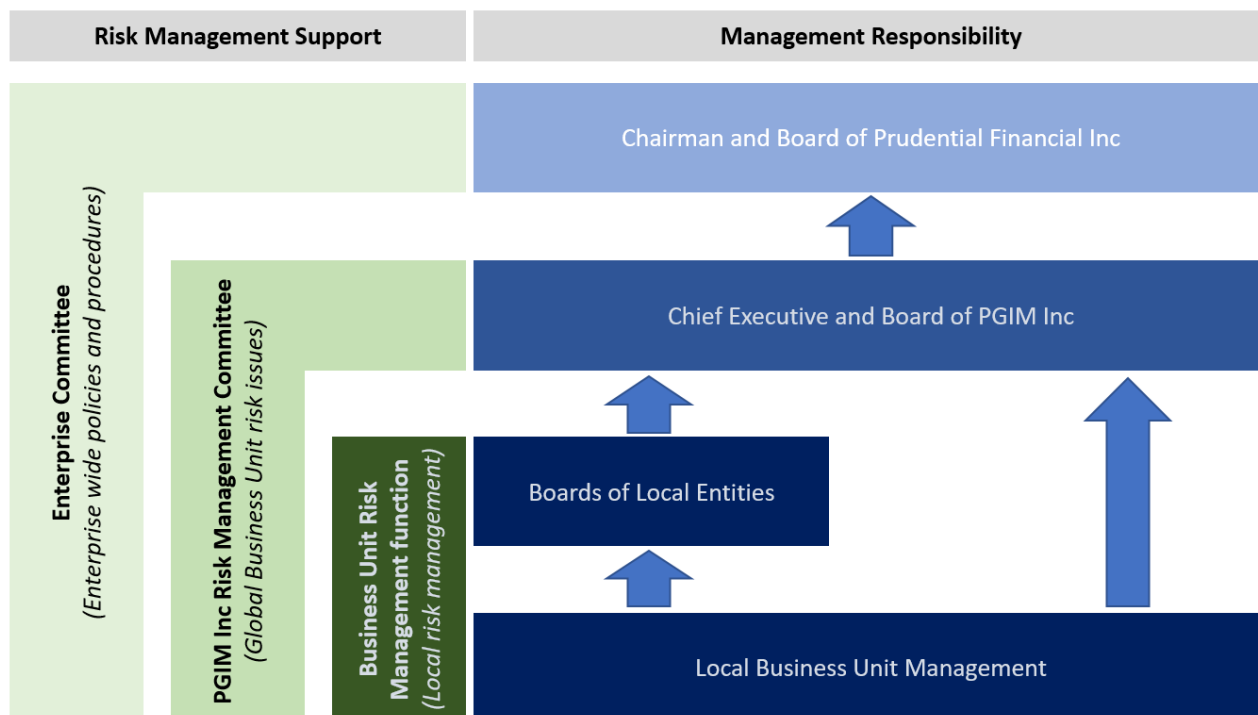 Risk Management Support
Management Responsibility
Chairman and Board of Prudential Financial Inc
Chief Executive and Board of PGIM Inc
Boards of Local Entities
Local Business Unit Management
Enterprise Committee
(Enterprise wide policies and procedures)
PGIM Inc Risk Management Committee
(Global Business Unit risk issues)
Business Unit Risk
Management function
(Local risk management)